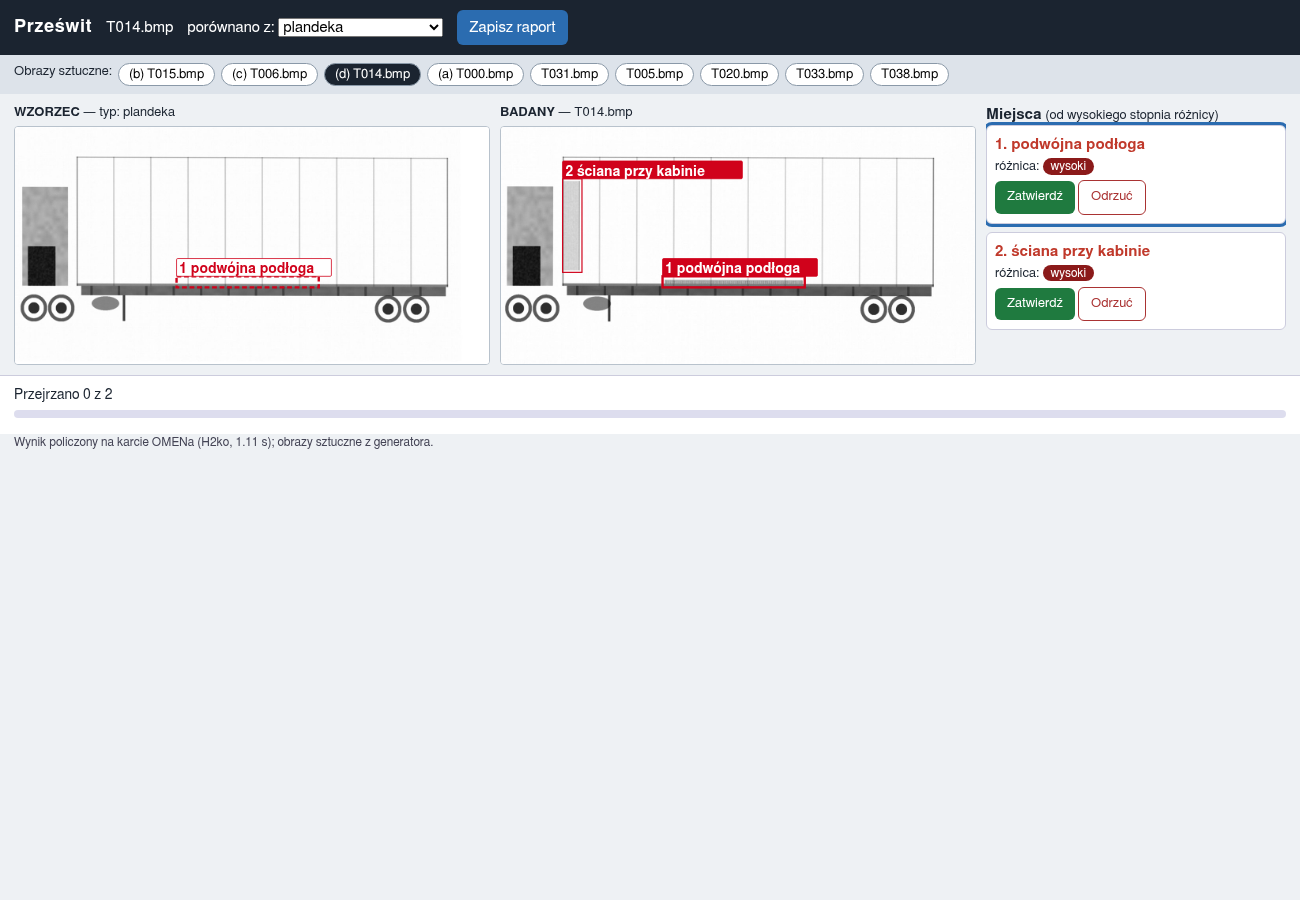 Prześwit T014.bmp porównano z: plandeka Zapisz raport
Obrazy sztuczne: (b) T015.bmp (c) T006.bmp (d) T014.bmp (a) T000.bmp T031.bmp T005.bmp T020.bmp T033.bmp T038.bmp
WZORZEC — typ: plandeka
1 podwójna podłoga
BADANY — T014.bmp
2 ściana przy kabinie
1 podwójna podłoga
Miejsca (od wysokiego stopnia różnicy)
1. podwójna podłoga
różnica: wysoki
Zatwierdź Odrzuć
2. ściana przy kabinie
różnica: wysoki
Zatwierdź Odrzuć
Przejrzano 0 z 2
Wynik policzony na karcie OMENa (H2ko, 1.11 s); obrazy sztuczne z generatora.